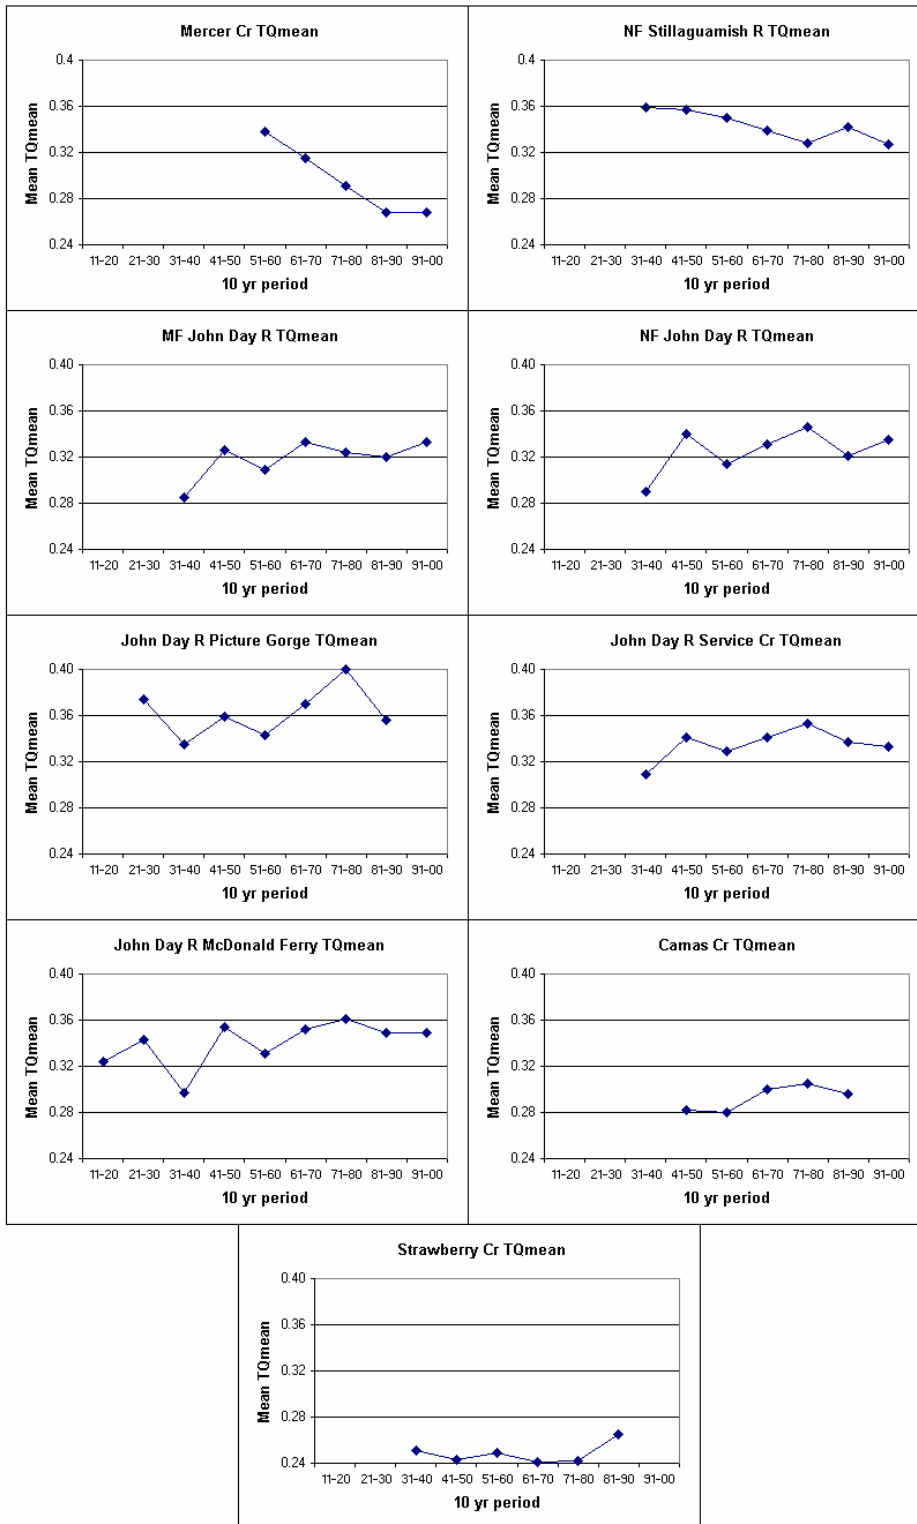 Mercer Cr TQmean
0.4
0.36
0.32
0.28
0.24
Mean TQmean
11-20 21-30 31-40 41-50 51-60 61-70 71-80 81-90 91-00
10 yr period
NF Stillaguamish R TQmean
0.4
0.36
0.32
0.28
0.24
Mean TQmean
11-20 21-30 31-40 41-50 51-60 61-70 71-80 81-90 91-00
10 yr period
MF John Day R TQmean
0.40
0.36
0.32
0.28
0.24
Mean TQmean
11-20 21-30 31-40 41-50 51-60 61-70 71-80 81-90 91-00
10 yr period
NF John Day R TQmean
0.40
0.36
0.32
0.28
0.24
Mean TQmean
11-20 21-30 31-40 41-50 51-60 61-70 71-80 81-90 91-00
10 yr period
John Day R Picture Gorge TQmean
0.40
0.36
0.32
0.28
0.24
Mean TQmean
11-20 21-30 31-40 41-50 51-60 61-70 71-80 81-90 91-00
10 yr period
John Day R Service Cr TQmean
0.40
0.36
0.32
0.28
0.24
Mean TQmean
11-20 21-30 31-40 41-50 51-60 61-70 71-80 81-90 91-00
10 yr period
John Day R McDonald Ferry TQmean
0.40
0.36
0.32
0.28
0.24
Mean TQmean
11-20 21-30 31-40 41-50 51-60 61-70 71-80 81-90 91-00
10 yr period
Camas Cr TQmean
0.40
0.36
0.32
0.28
0.24
Mean TQmean
11-20 21-30 31-40 41-50 51-60 61-70 71-80 81-90 91-00
10 yr period
Strawberry Cr TQmean
0.40
0.36
0.32
0.28
0.24
Mean TQmean
11-20 21-30 31-40 41-50 51-60 61-70 71-80 81-90 91-00
10 yr period